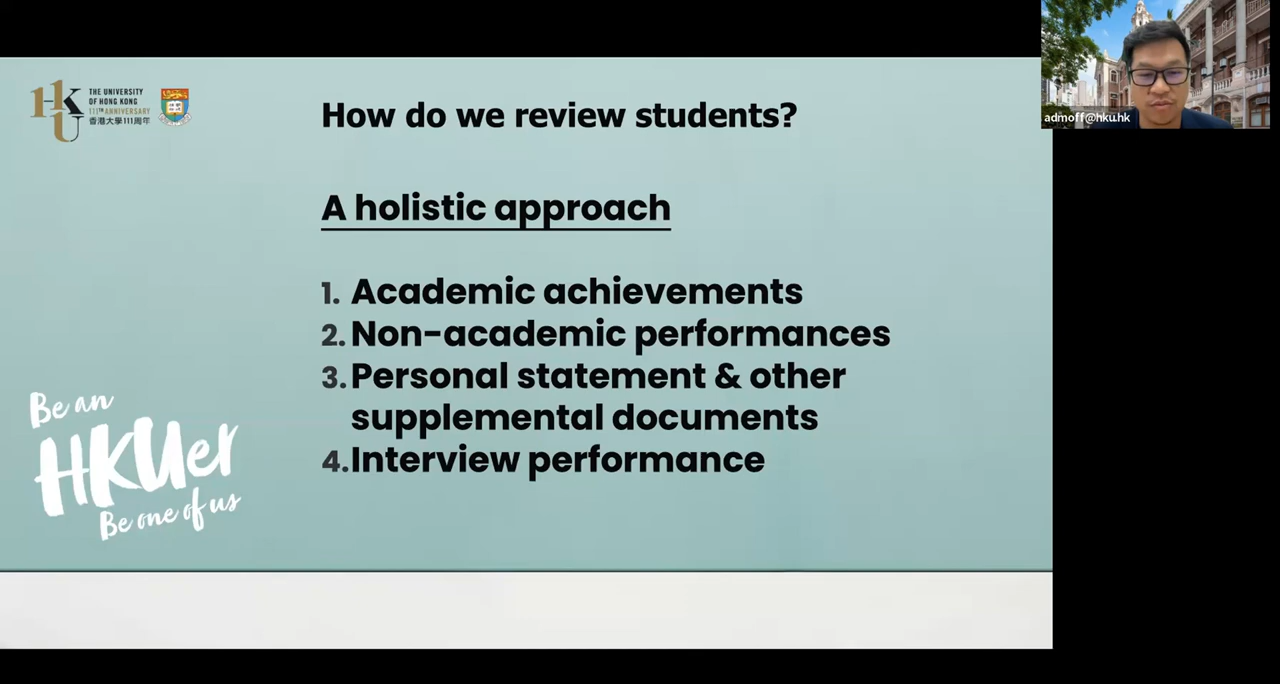 THE UNIVERSITY
OF HONG KONG
111TH ANNIVERSARY
香港大學111周年
How do we review students?
admoff@hku.hk
A holistic approach
1. Academic achievements
2. Non-academic performances
3. Personal statement & other
supplemental documents
4. Interview performance
Be an
HKUer
Be one of us